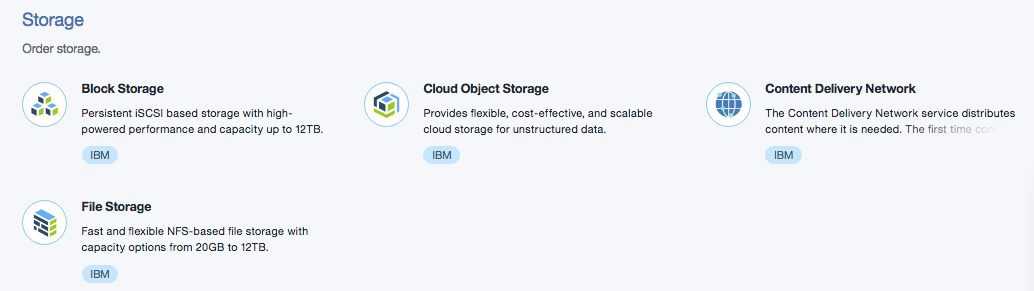 Storage
Order storage.
Block Storage
Persistent iSCSI based storage with high-
powered performance and capacity up to 12TB.
IBM
Cloud Object Storage
Provides flexible, cost-effective, and scalable
cloud storage for unstructured data.
IBM
Content Delivery Network
The Content Delivery Network service distributes
content where it is needed. The first time
IBM
File Storage
Fast and flexible NFS-based file storage with
capacity options from 20GB to 12TB.
IBM